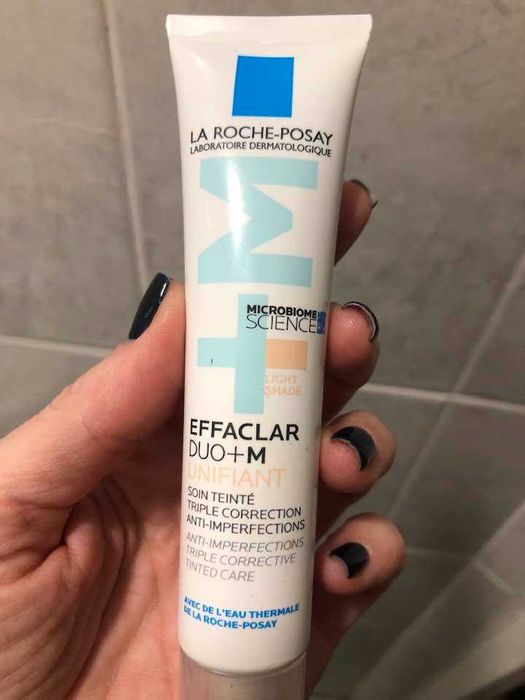 LA ROCHE-POSAY
LABORATOIRE DERMATOLOGIQUE
+M
MICROBIOME
SCIENCE
LIGHT
SHADE
EFFACLAR
DUO+M
UNIFIANT
SOIN TEINTÉ
TRIPLE CORRECTION
ANTI-IMPERFECTIONS
ANTI-IMPERFECTIONS
TRIPLE CORRECTIVE
TINTED CARE
AVEC DE L'EAU THERMALE
DE LA ROCHE-POSAY